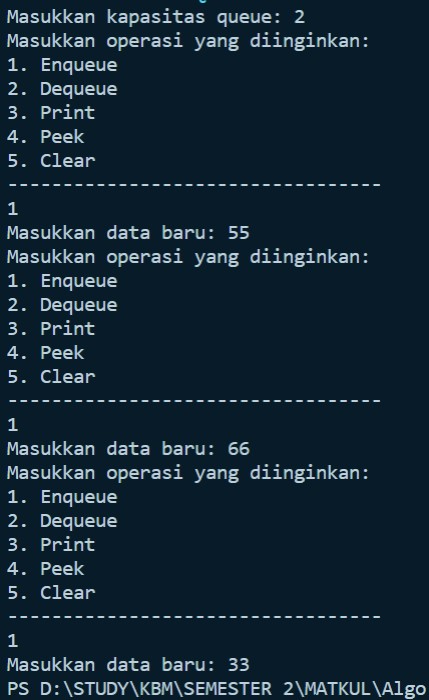 Masukkan kapasitas queue: 2
Masukkan operasi yang diinginkan:
1. Enqueue
2. Dequeue
3. Print
4. Peek
5. Clear
----------------------------------
1
Masukkan data baru: 55
Masukkan operasi yang diinginkan:
1. Enqueue
2. Dequeue
3. Print
4. Peek
5. Clear
----------------------------------
1
Masukkan data baru: 66
Masukkan operasi yang diinginkan:
1. Enqueue
2. Dequeue
3. Print
4. Peek
5. Clear
----------------------------------
1
Masukkan data baru: 33
PS D:\STUDY\KBM\SEMESTER 2\MATKUL\Algo